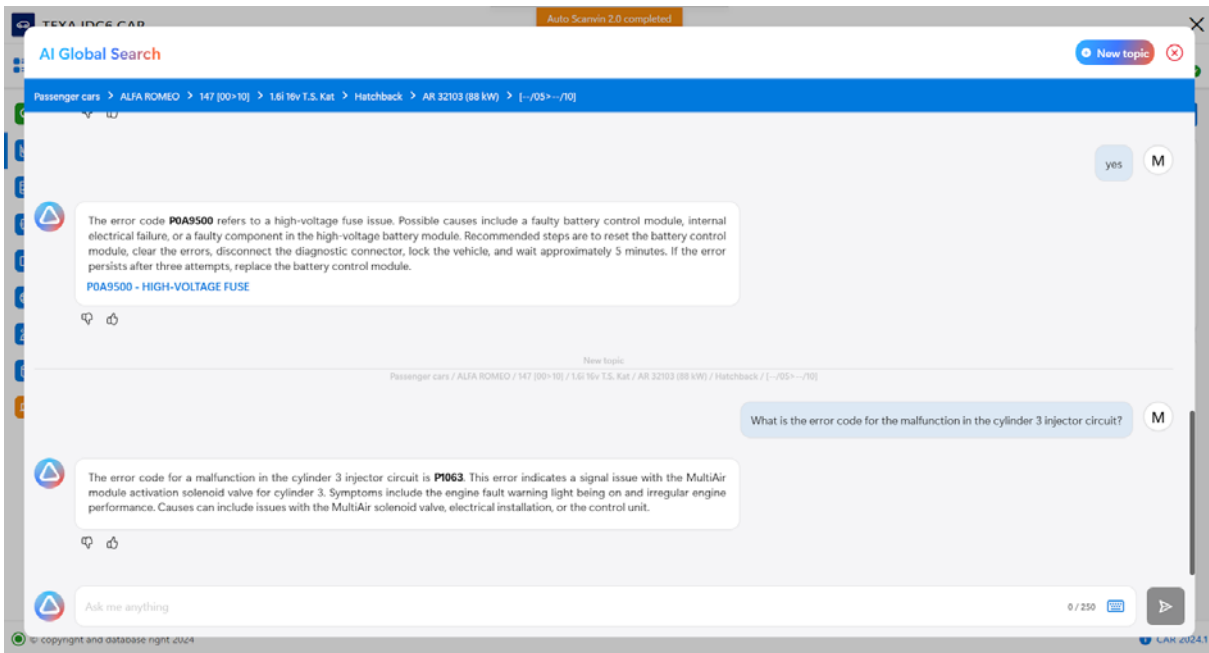 TEXA IDC6 CAR
Auto Scanvin 2.0 completed
AI Global Search
New topic
Passenger cars > ALFA ROMEO > 147 [00>10] > 1.6i 16v T.S. Kat > Hatchback > AR 32103 (88 kW) > [--/05>--/10]
yes
M
The error code P0A9500 refers to a high-voltage fuse issue. Possible causes include a faulty battery control module, internal
electrical failure, or a faulty component in the high-voltage battery module. Recommended steps are to reset the battery control
module, clear the errors, disconnect the diagnostic connector, lock the vehicle, and wait approximately 5 minutes. If the error
persists after three attempts, replace the battery control module.
P0A9500 - HIGH-VOLTAGE FUSE
New topic
Passenger cars / ALFA ROMEO / 147 [00>10] / 1.6i 16v T.S. Kat / AR 32103 (88 kW) / Hatchback / [--/05>--/10]
What is the error code for the malfunction in the cylinder 3 injector circuit?
M
The error code for a malfunction in the cylinder 3 injector circuit is P1063. This error indicates a signal issue with the MultiAir
module activation solenoid valve for cylinder 3. Symptoms include the engine fault warning light being on and irregular engine
performance. Causes can include issues with the MultiAir solenoid valve, electrical installation, or the control unit.
Ask me anything
0 / 250
© copyright and database right 2024
CAR 2024.1